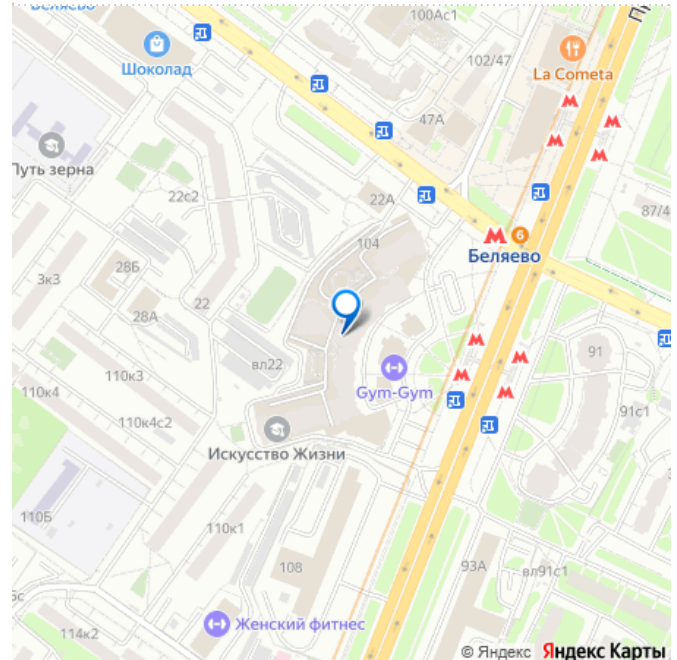 100Ас1
Беляево
Шоколад
102/47
La Cometa
47А
Путь зерна
22с2
22А
87/4
104
6
Беляево
28Б
3к3
22
28А
91
вл22
110к3
Gym-Gym
110к4
91с1
110к4с2
Искусство Жизни
110Б
110к1
108
93А
вл91с1
Женский фитнес
114к2
© Яндекс Яндекс Карты